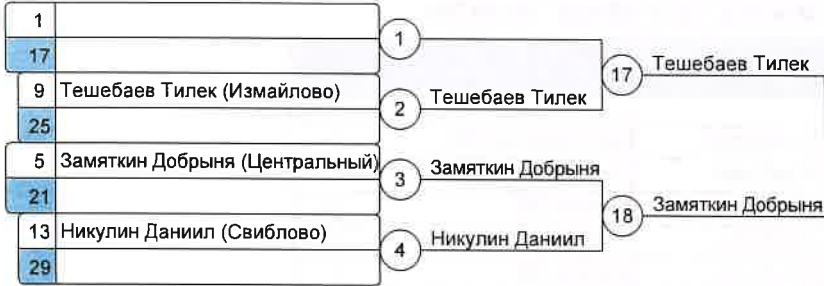 1
17
1
17
Тешебаев Тилек
9 Тешебаев Тилек (Измайлово)
2
Тешебаев Тилек
25
5 Замяткин Добрыня (Центральный)
3
Замяткин Добрыня
21
18
Замяткин Добрыня
13 Никулин Даниил (Свиблово)
4
Никулин Даниил
29